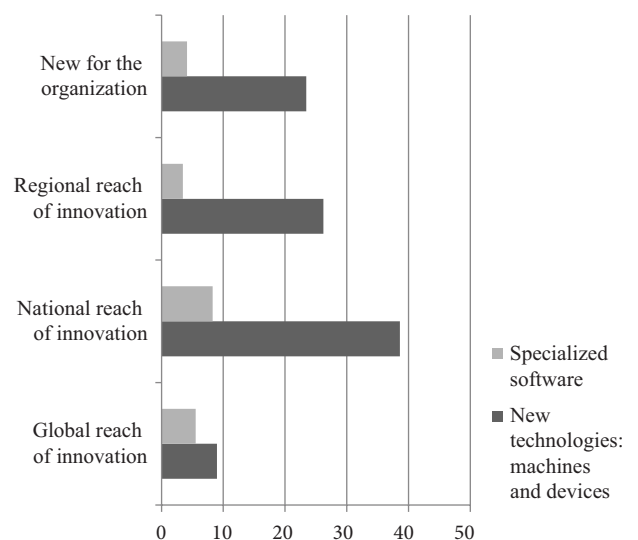 New for the
organization
Regional reach
of innovation
National reach
of innovation
Global reach
of innovation
Specialized
software
New
technologies:
machines
and devices
0 10 20 30 40 50